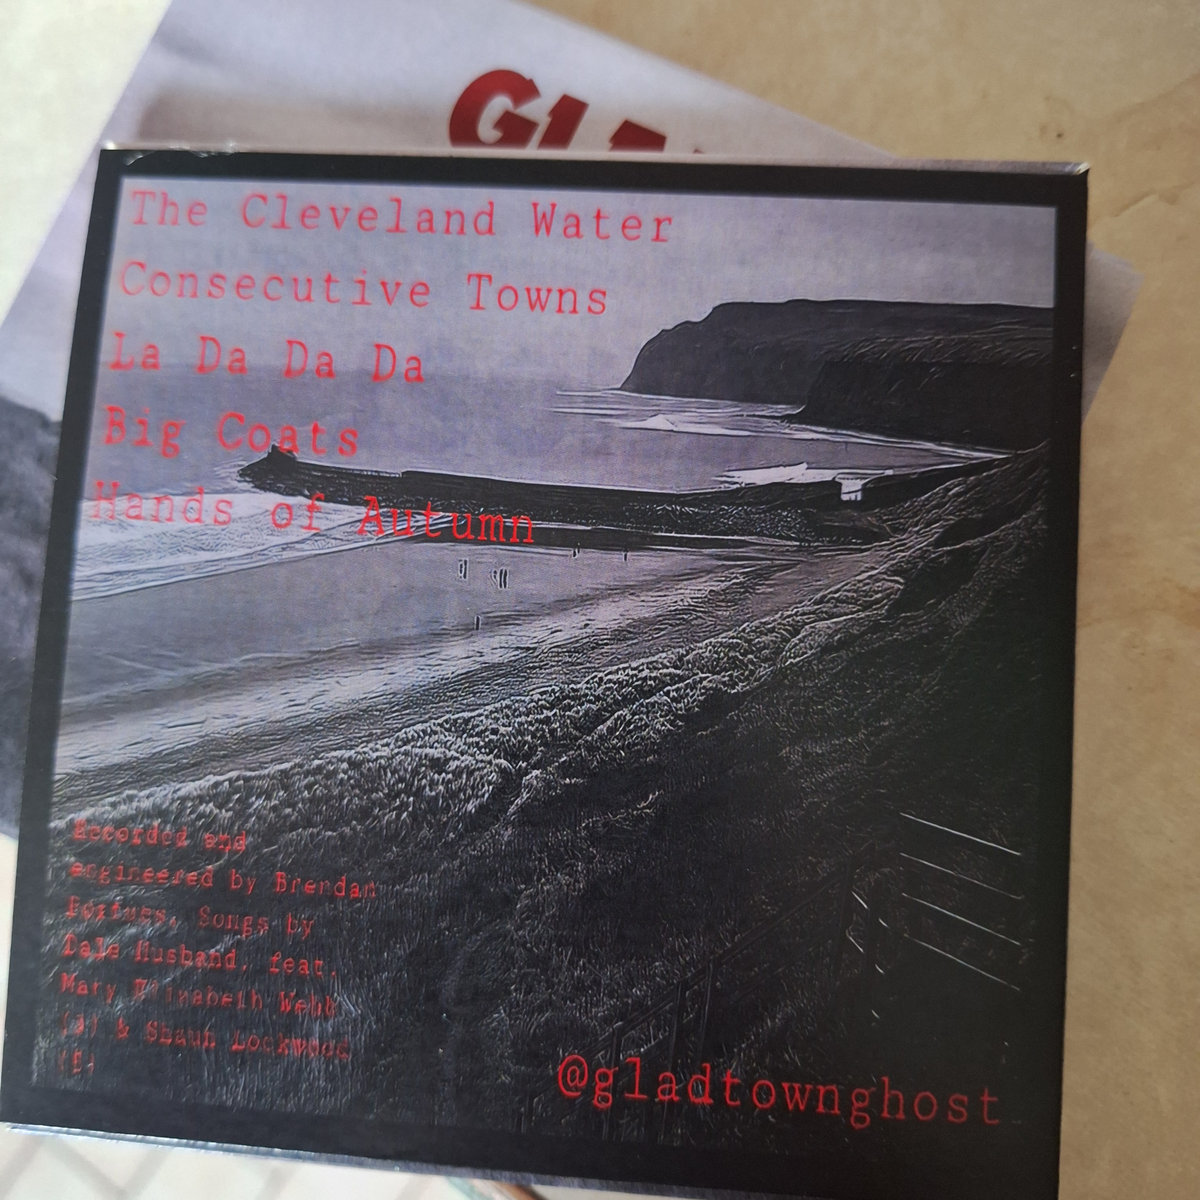 GLA
The Cleveland Water
Consecutive Towns
La Da Da Da
Big Coats
Hands of Autumn
Recorded and
engineered by Brendan
Songs by
Dale Husband, feat.
Mary Elizabeth Webb
(3) & Shaun Lockwood
@gladtownghost